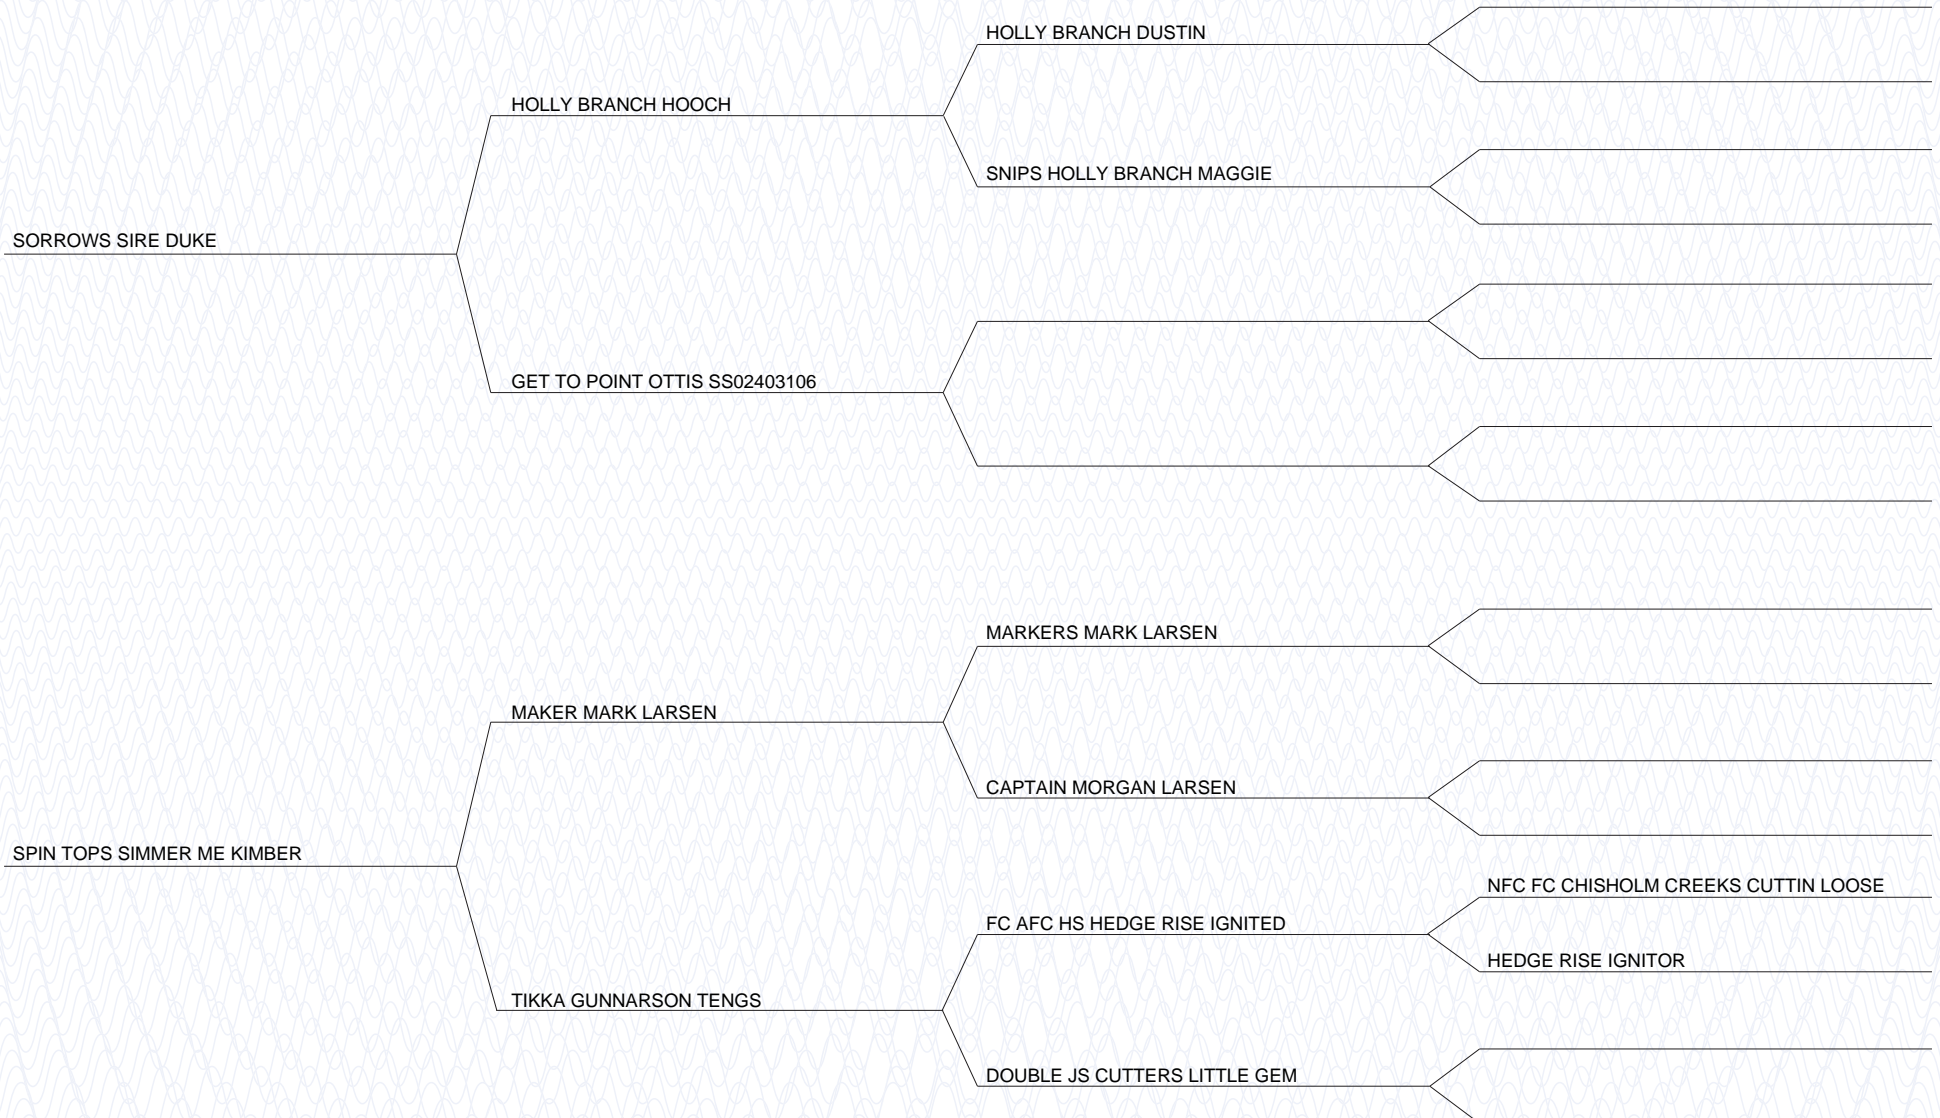 HOLLY BRANCH DUSTIN
HOLLY BRANCH HOOCH
SNIPS HOLLY BRANCH MAGGIE
SORROWS SIRE DUKE
GET TO POINT OTTIS SS02403106
MARKERS MARK LARSEN
MAKER MARK LARSEN
CAPTAIN MORGAN LARSEN
SPIN TOPS SIMMER ME KIMBER
NFC FC CHISHOLM CREEKS CUTTIN LOOSE
FC AFC HS HEDGE RISE IGNITED
HEDGE RISE IGNITOR
TIKKA GUNNARSON TENGS
DOUBLE JS CUTTERS LITTLE GEM